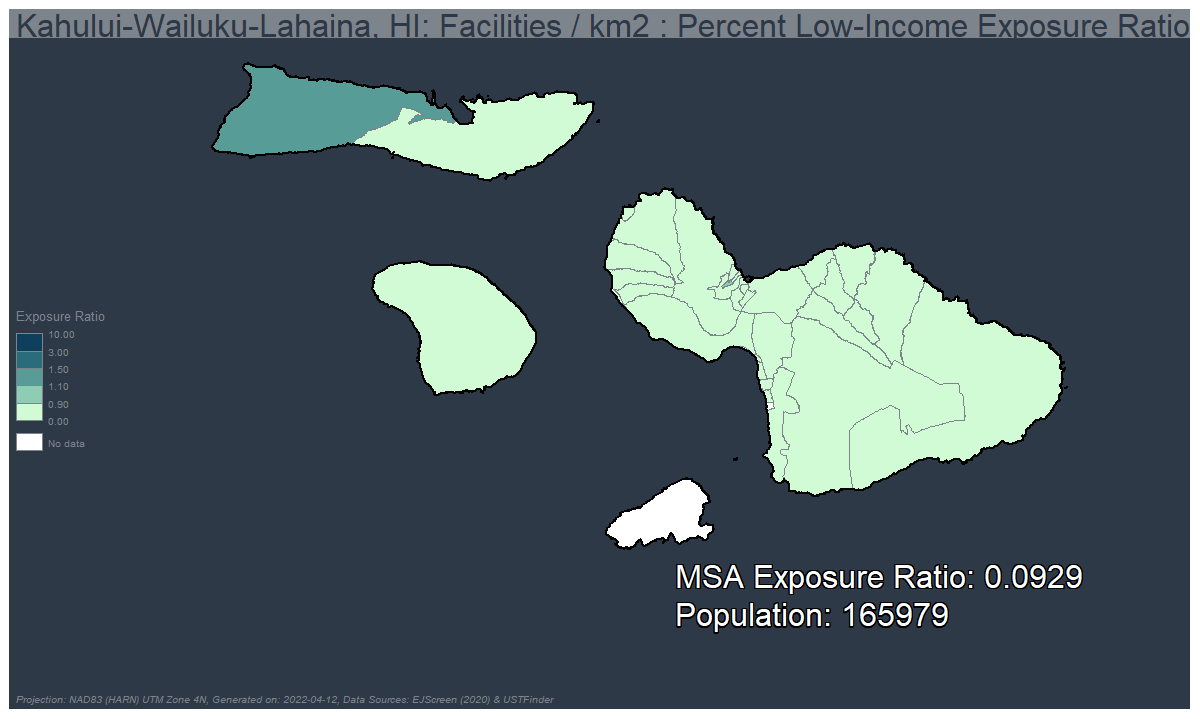 Kahului-Wailuku-Lahaina, HI: Facilities / km2 : Percent Low-Income Exposure Ratio
Exposure Ratio
10.00
3.00
1.50
1.10
0.90
0.00
No data
MSA Exposure Ratio: 0.0929
Population: 165979
Projection: NAD83 (HARN) UTM Zone 4N, Generated on: 2022-04-12, Data Sources: EJScreen (2020) & USTFinder